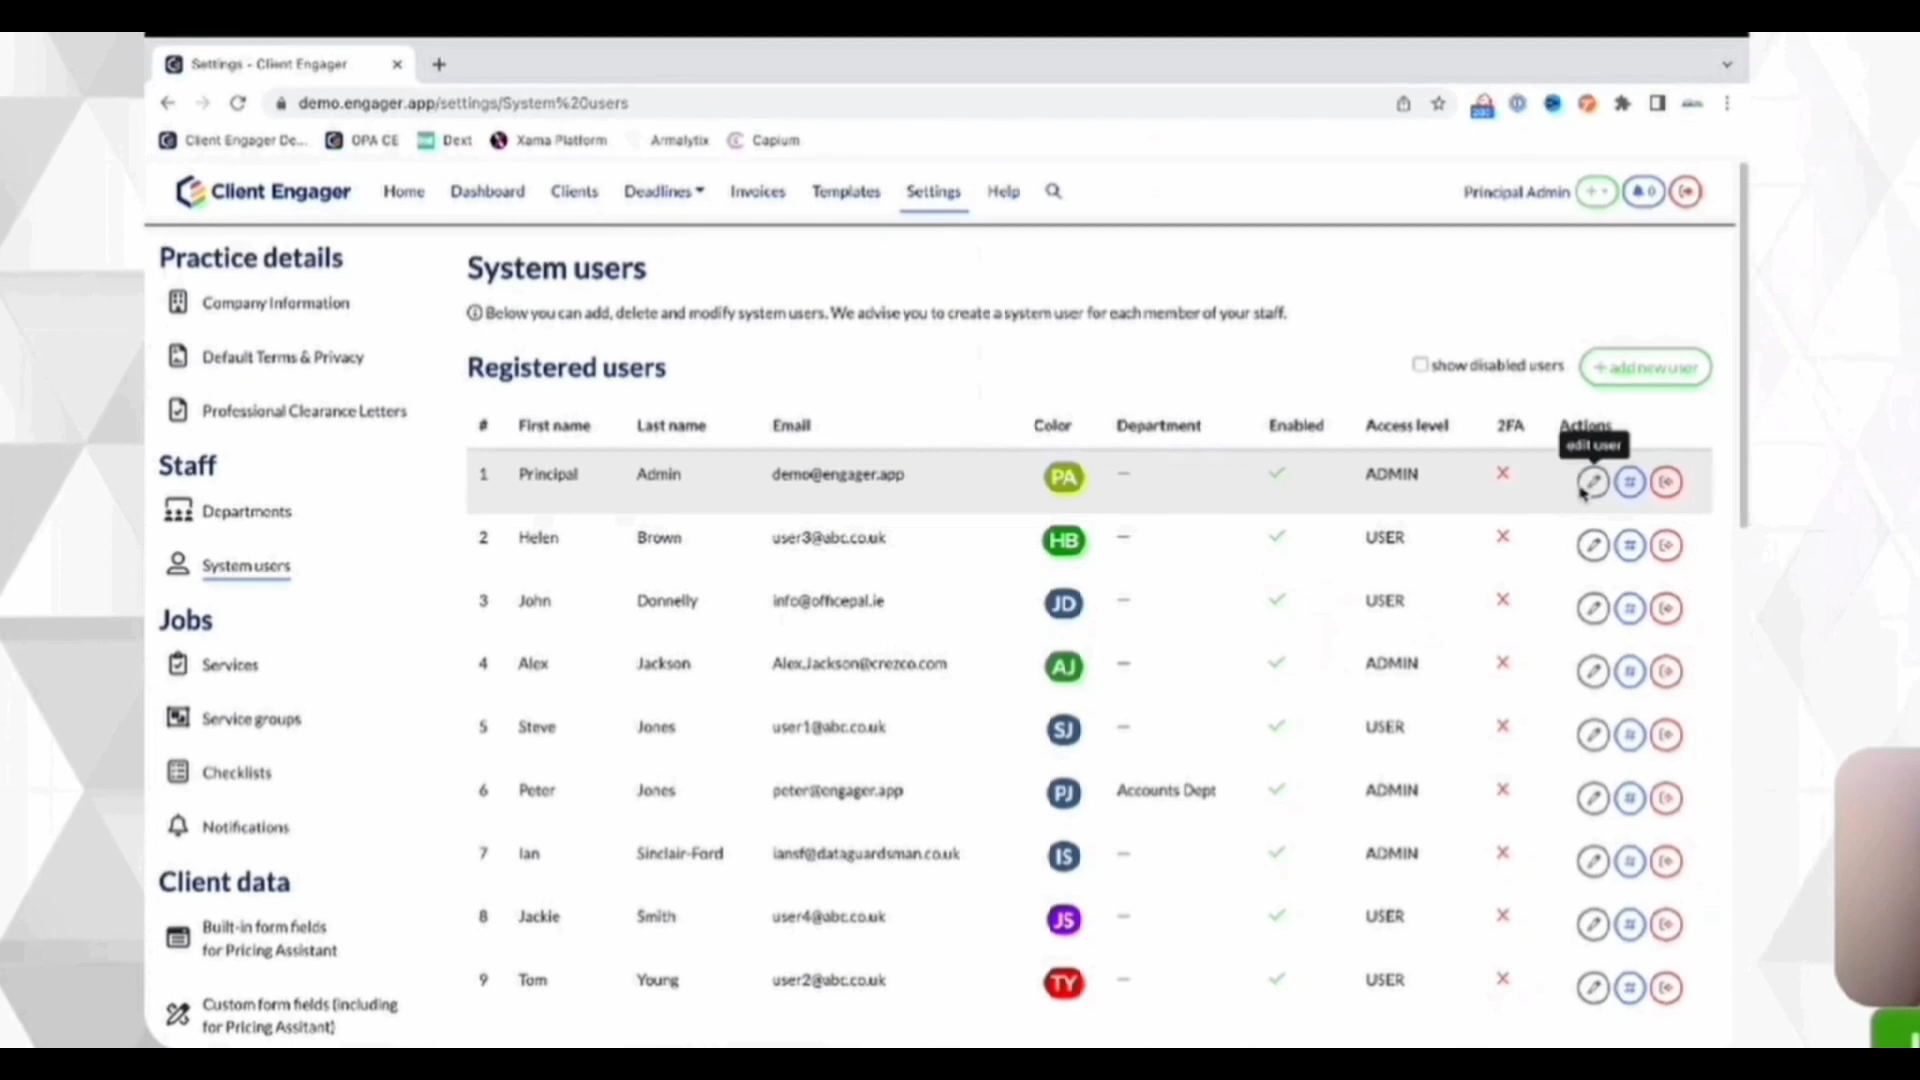 Settings - Client Engager
demo.engager.app/settings/System%20users
Client Engager De... OPA CE Dext Xama Platform Armalytix Capium
Client Engager Home Dashboard Clients Deadlines Invoices Templates Settings Help Principal Admin + 0
Practice details
Company Information
Default Terms & Privacy
Professional Clearance Letters
Staff
Departments
System users
Jobs
Services
Service groups
Checklists
Notifications
Client data
Built-in form fields
for Pricing Assistant
Custom form fields (including
for Pricing Assitant)
System users
Below you can add, delete and modify system users. We advise you to create a system user for each member of your staff.
Registered users show disabled users + add new user
# First name Last name Email Color Department Enabled Access level 2FA Actions
edit user
1 Principal Admin demo@engager.app PA — ADMIN
2 Helen Brown user3@abc.co.uk HB — USER
3 John Donnelly info@officepal.ie JD — USER
4 Alex Jackson Alex.Jackson@crezco.com AJ — ADMIN
5 Steve Jones user1@abc.co.uk SJ — USER
6 Peter Jones peter@engager.app PJ Accounts Dept ADMIN
7 Ian Sinclair-Ford iansf@dataguardsman.co.uk IS — ADMIN
8 Jackie Smith user4@abc.co.uk JS — USER
9 Tom Young user2@abc.co.uk TY — USER